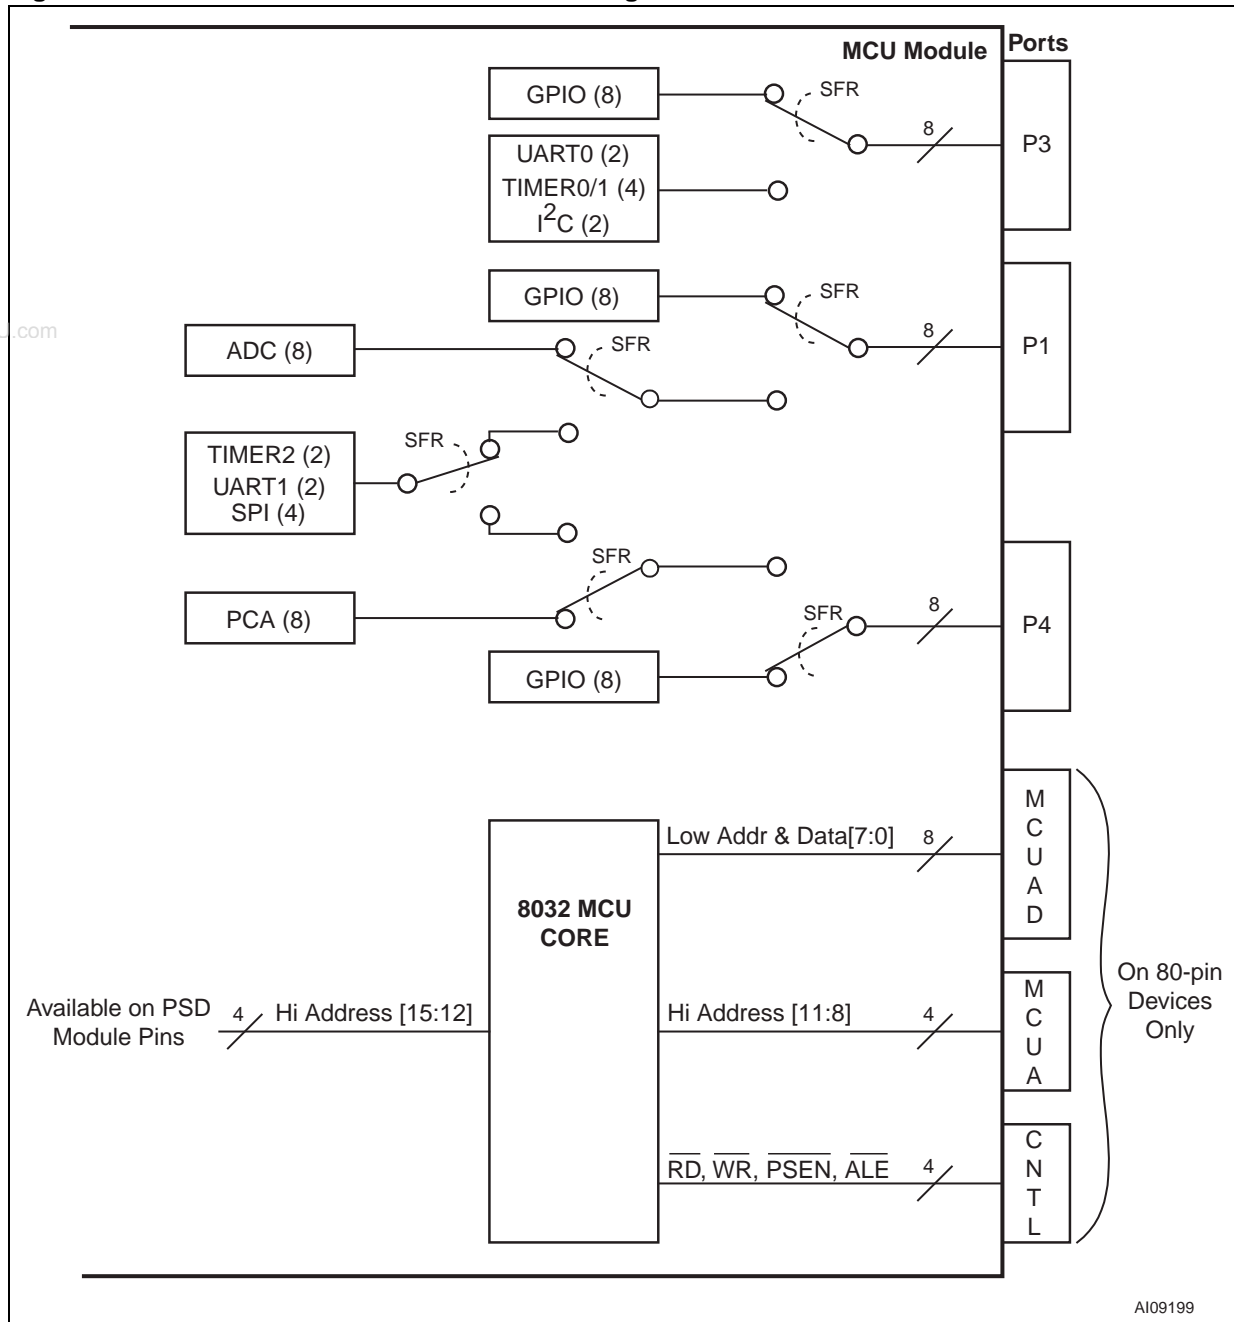 MCU Module
Ports
GPIO (8)
SFR
8
P3
UART0 (2)
TIMER0/1 (4)
I2C (2)
GPIO (8)
SFR
8
P1
.com
ADC (8)
SFR
TIMER2 (2)
UART1 (2)
SPI (4)
SFR
SFR
PCA (8)
SFR
8
P4
GPIO (8)
8032 MCU
CORE
Low Addr & Data[7:0]
8
MCUAD
Available on PSD
Module Pins
4
Hi Address [15:12]
Hi Address [11:8]
4
MCUA
On 80-pin
Devices
Only
RD, WR, PSEN, ALE
4
CNTL
AI09199